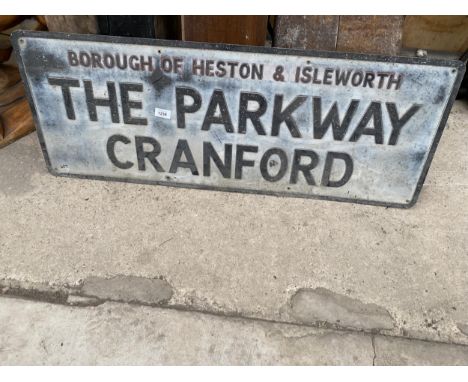 BOROUGH OF HESTON & ISLEWORTH
THE PARKWAY
CRANFORD